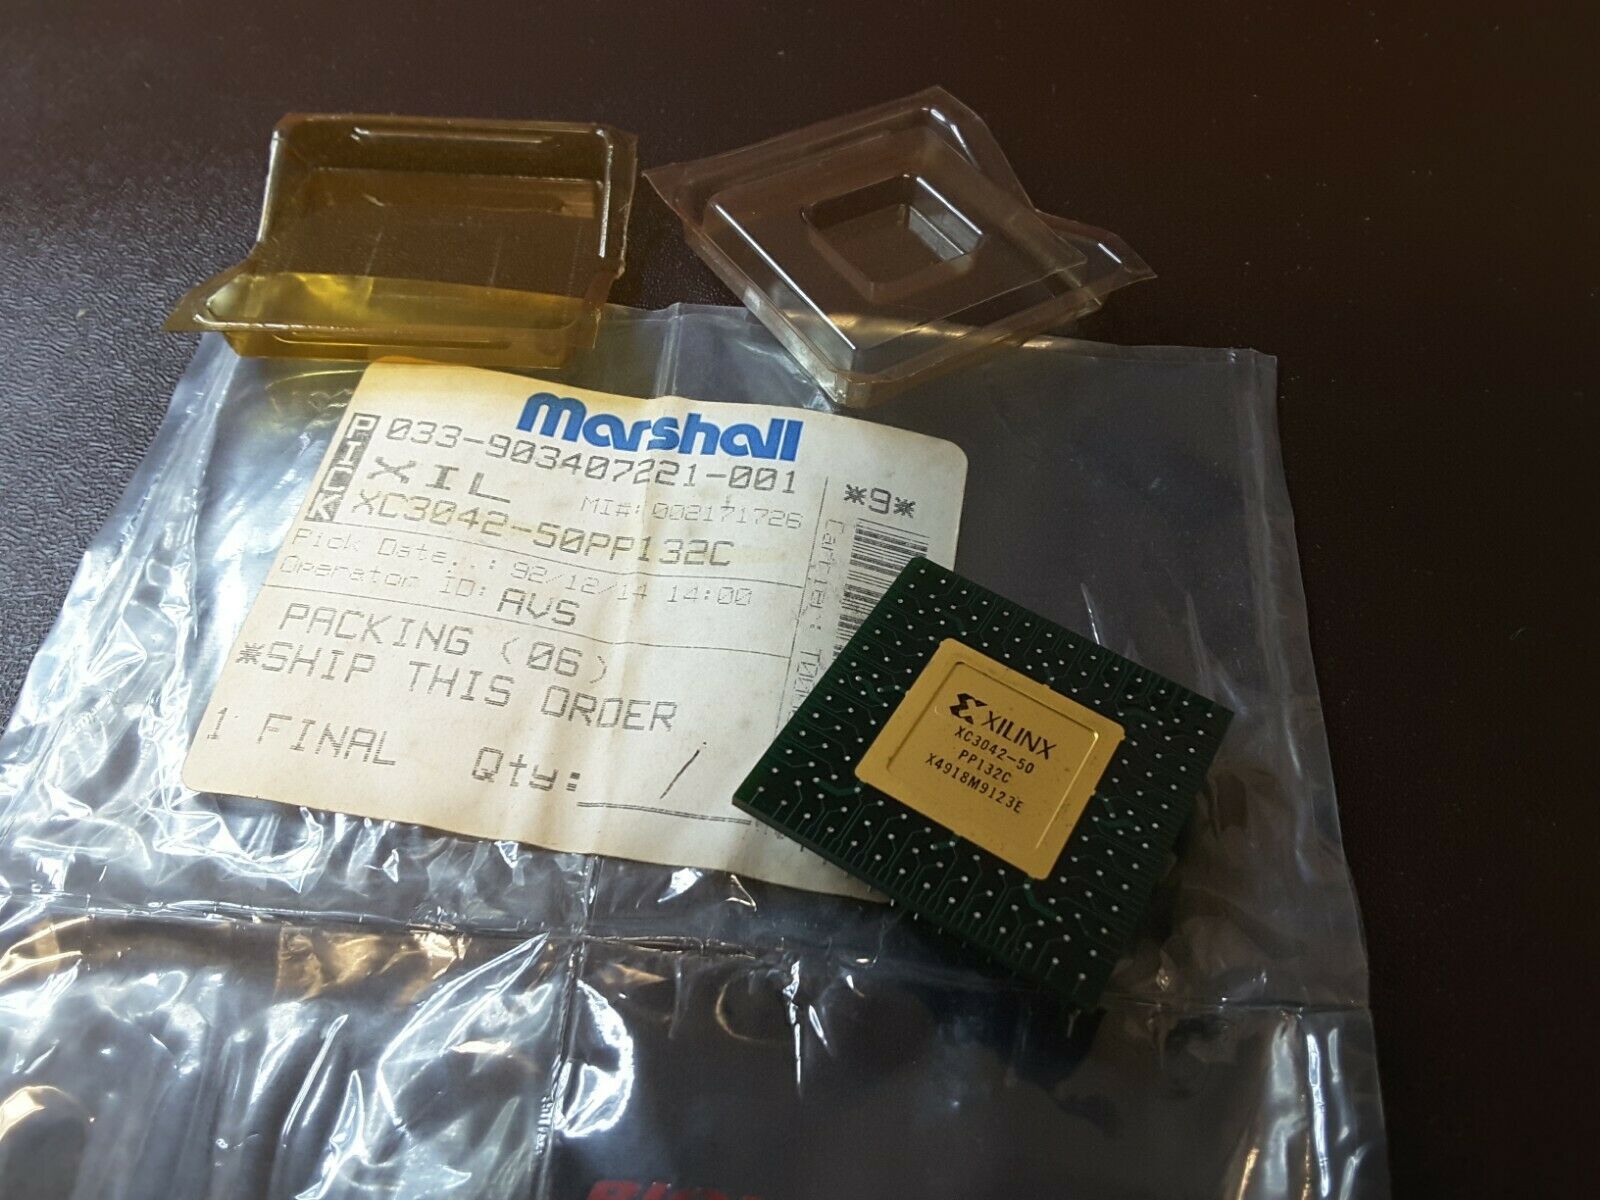 Marshall
033-903407221-001
XIL
MI#: 002171726
XC3042-50PP132C
Pick Date..: 92/12/14 14:00
Operator ID: AVS
PACKING (06)
*SHIP THIS ORDER
1 FINAL Qty: /
*9*
XILINX
XC3042-50
PP132C
X4918M9123E